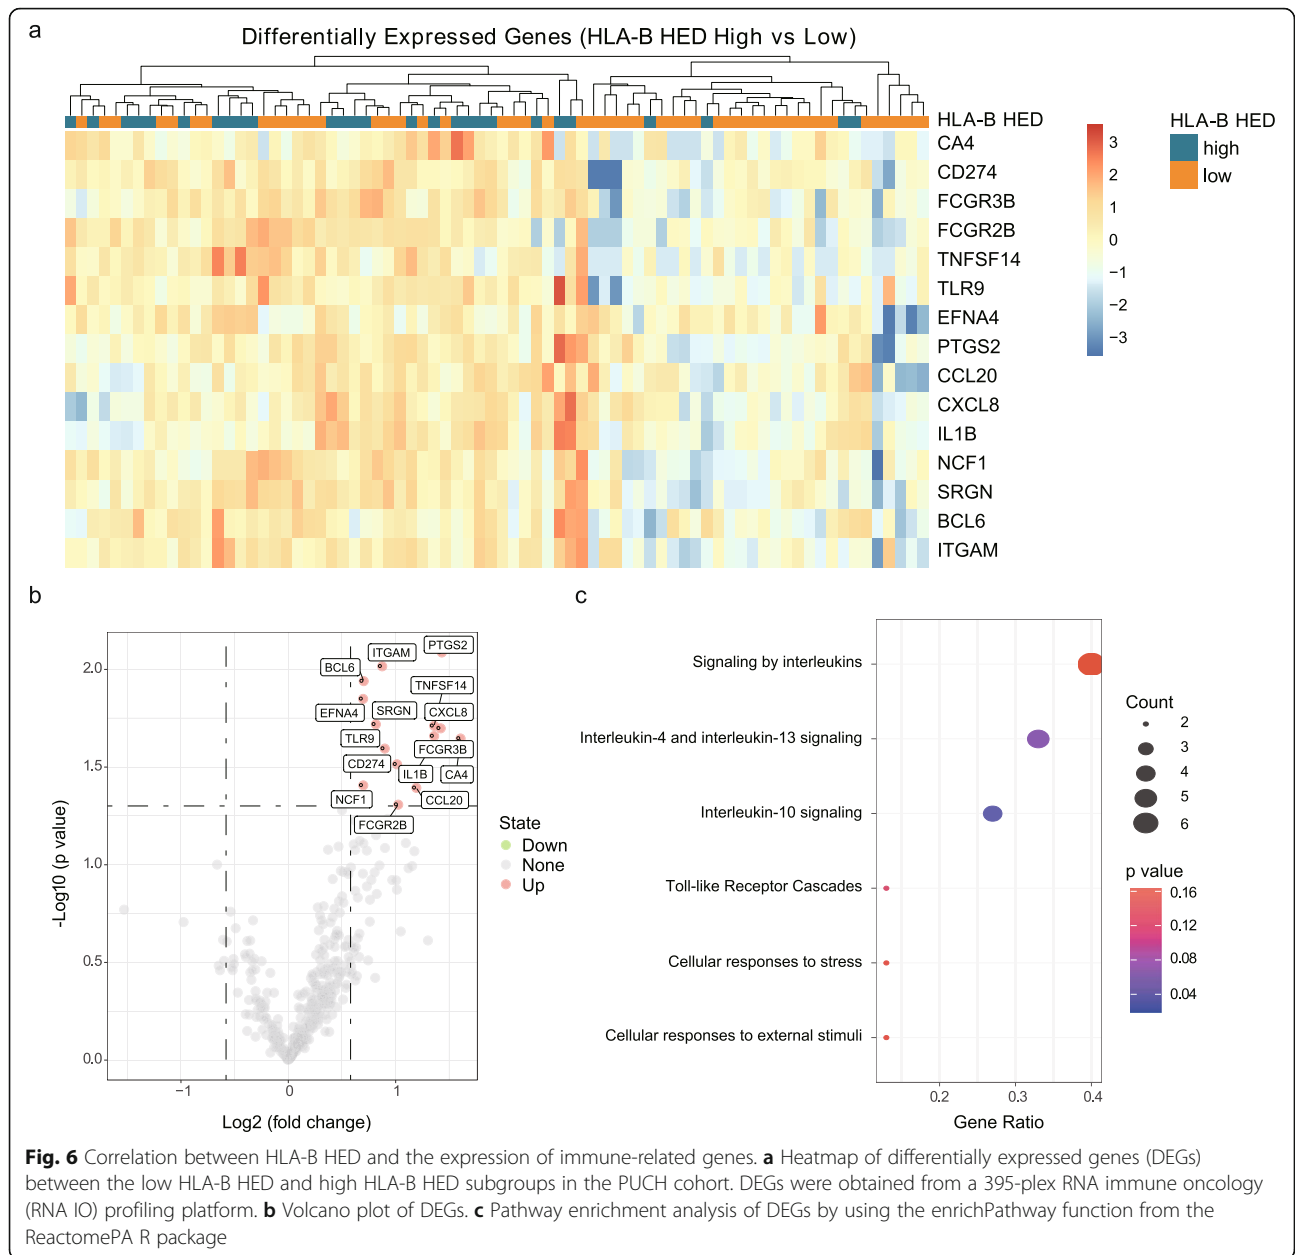 a
Differentially Expressed Genes (HLA-B HED High vs Low)
HLA-B HED
CA4
CD274
FCGR3B
FCGR2B
TNFSF14
TLR9
EFNA4
PTGS2
CCL20
CXCL8
IL1B
NCF1
SRGN
BCL6
ITGAM
3
2
1
0
−1
−2
−3
HLA-B HED
high
low
b
PTGS2
ITGAM
BCL6
TNFSF14
EFNA4
SRGN
CXCL8
TLR9
FCGR3B
CD274
IL1B
CA4
NCF1
CCL20
FCGR2B
2.0
1.5
1.0
0.5
0.0
−1
0
1
-Log10 (p value)
Log2 (fold change)
State
Down
None
Up
c
Signaling by interleukins
Interleukin-4 and interleukin-13 signaling
Interleukin-10 signaling
Toll-like Receptor Cascades
Cellular responses to stress
Cellular responses to external stimuli
0.2
0.3
0.4
Gene Ratio
Count
2
3
4
5
6
p value
0.16
0.12
0.08
0.04
Fig. 6 Correlation between HLA-B HED and the expression of immune-related genes. a Heatmap of differentially expressed genes (DEGs)
between the low HLA-B HED and high HLA-B HED subgroups in the PUCH cohort. DEGs were obtained from a 395-plex RNA immune oncology
(RNA IO) profiling platform. b Volcano plot of DEGs. c Pathway enrichment analysis of DEGs by using the enrichPathway function from the
ReactomePA R package